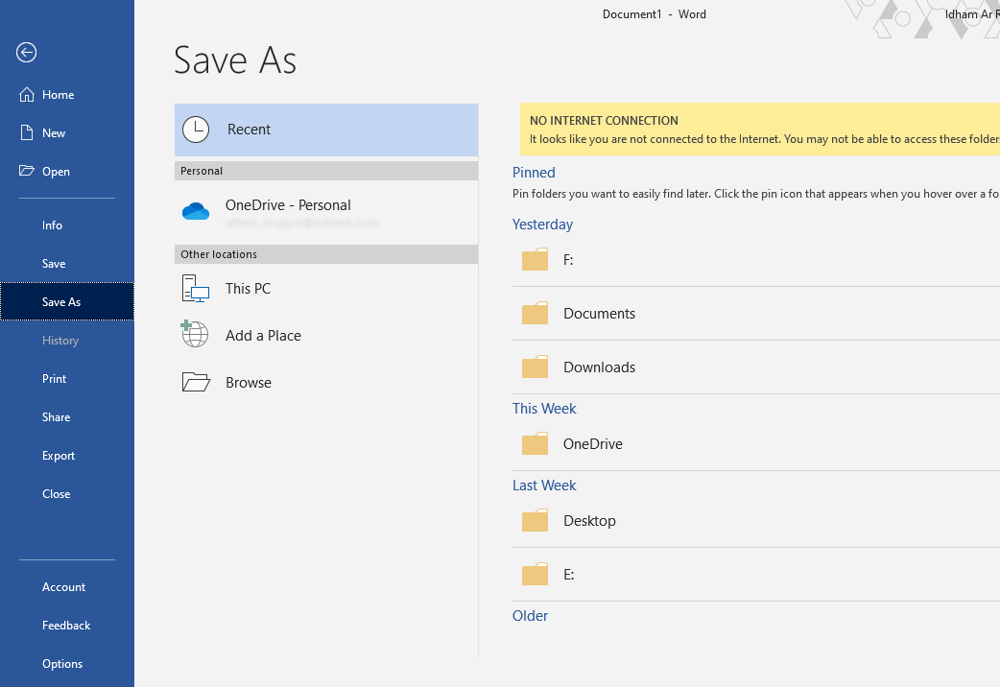 Document1 - Word
Idham Ar R
Save As
Home
New
Open
Info
Save
Save As
History
Print
Share
Export
Close
Account
Feedback
Options
Recent
Personal
OneDrive - Personal
Other locations
This PC
Add a Place
Browse
NO INTERNET CONNECTION
It looks like you are not connected to the Internet. You may not be able to access these folders
Pinned
Pin folders you want to easily find later. Click the pin icon that appears when you hover over a fo
Yesterday
F:
Documents
Downloads
This Week
OneDrive
Last Week
Desktop
E:
Older